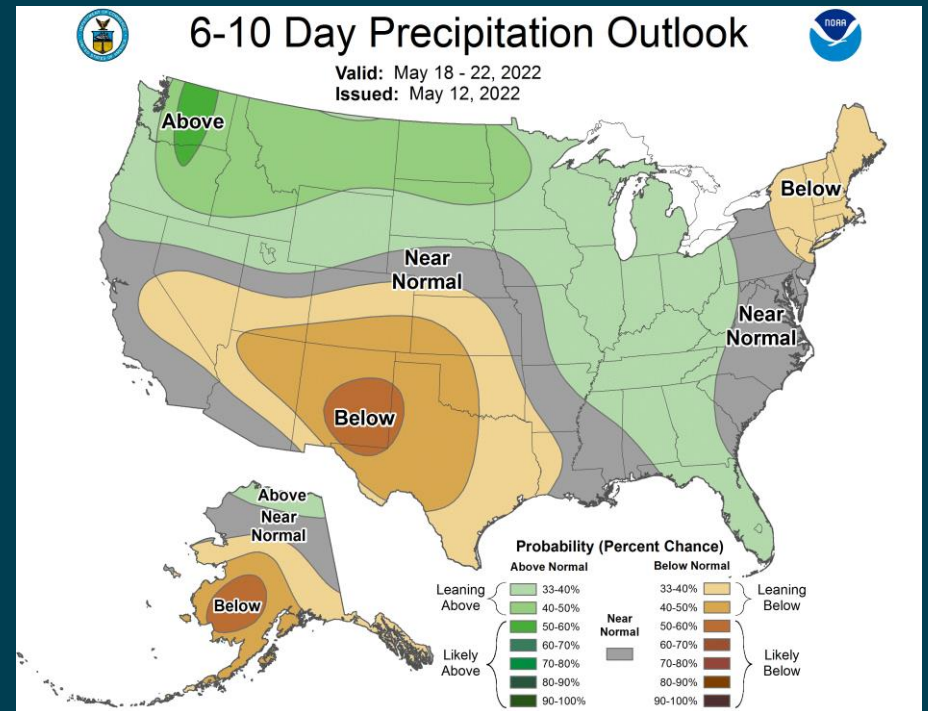 6-10 Day Precipitation Outlook
NOAA
Valid: May 18 - 22, 2022
Issued: May 12, 2022
Above
Below
Near
Normal
Near
Normal
Below
Above
Near
Normal
Below
Probability (Percent Chance)
Above Normal
Below Normal
Leaning
Above
33-40%
40-50%
Likely
Above
50-60%
60-70%
70-80%
80-90%
90-100%
Near
Normal
33-40%
40-50%
Leaning
Below
50-60%
60-70%
70-80%
80-90%
90-100%
Likely
Below